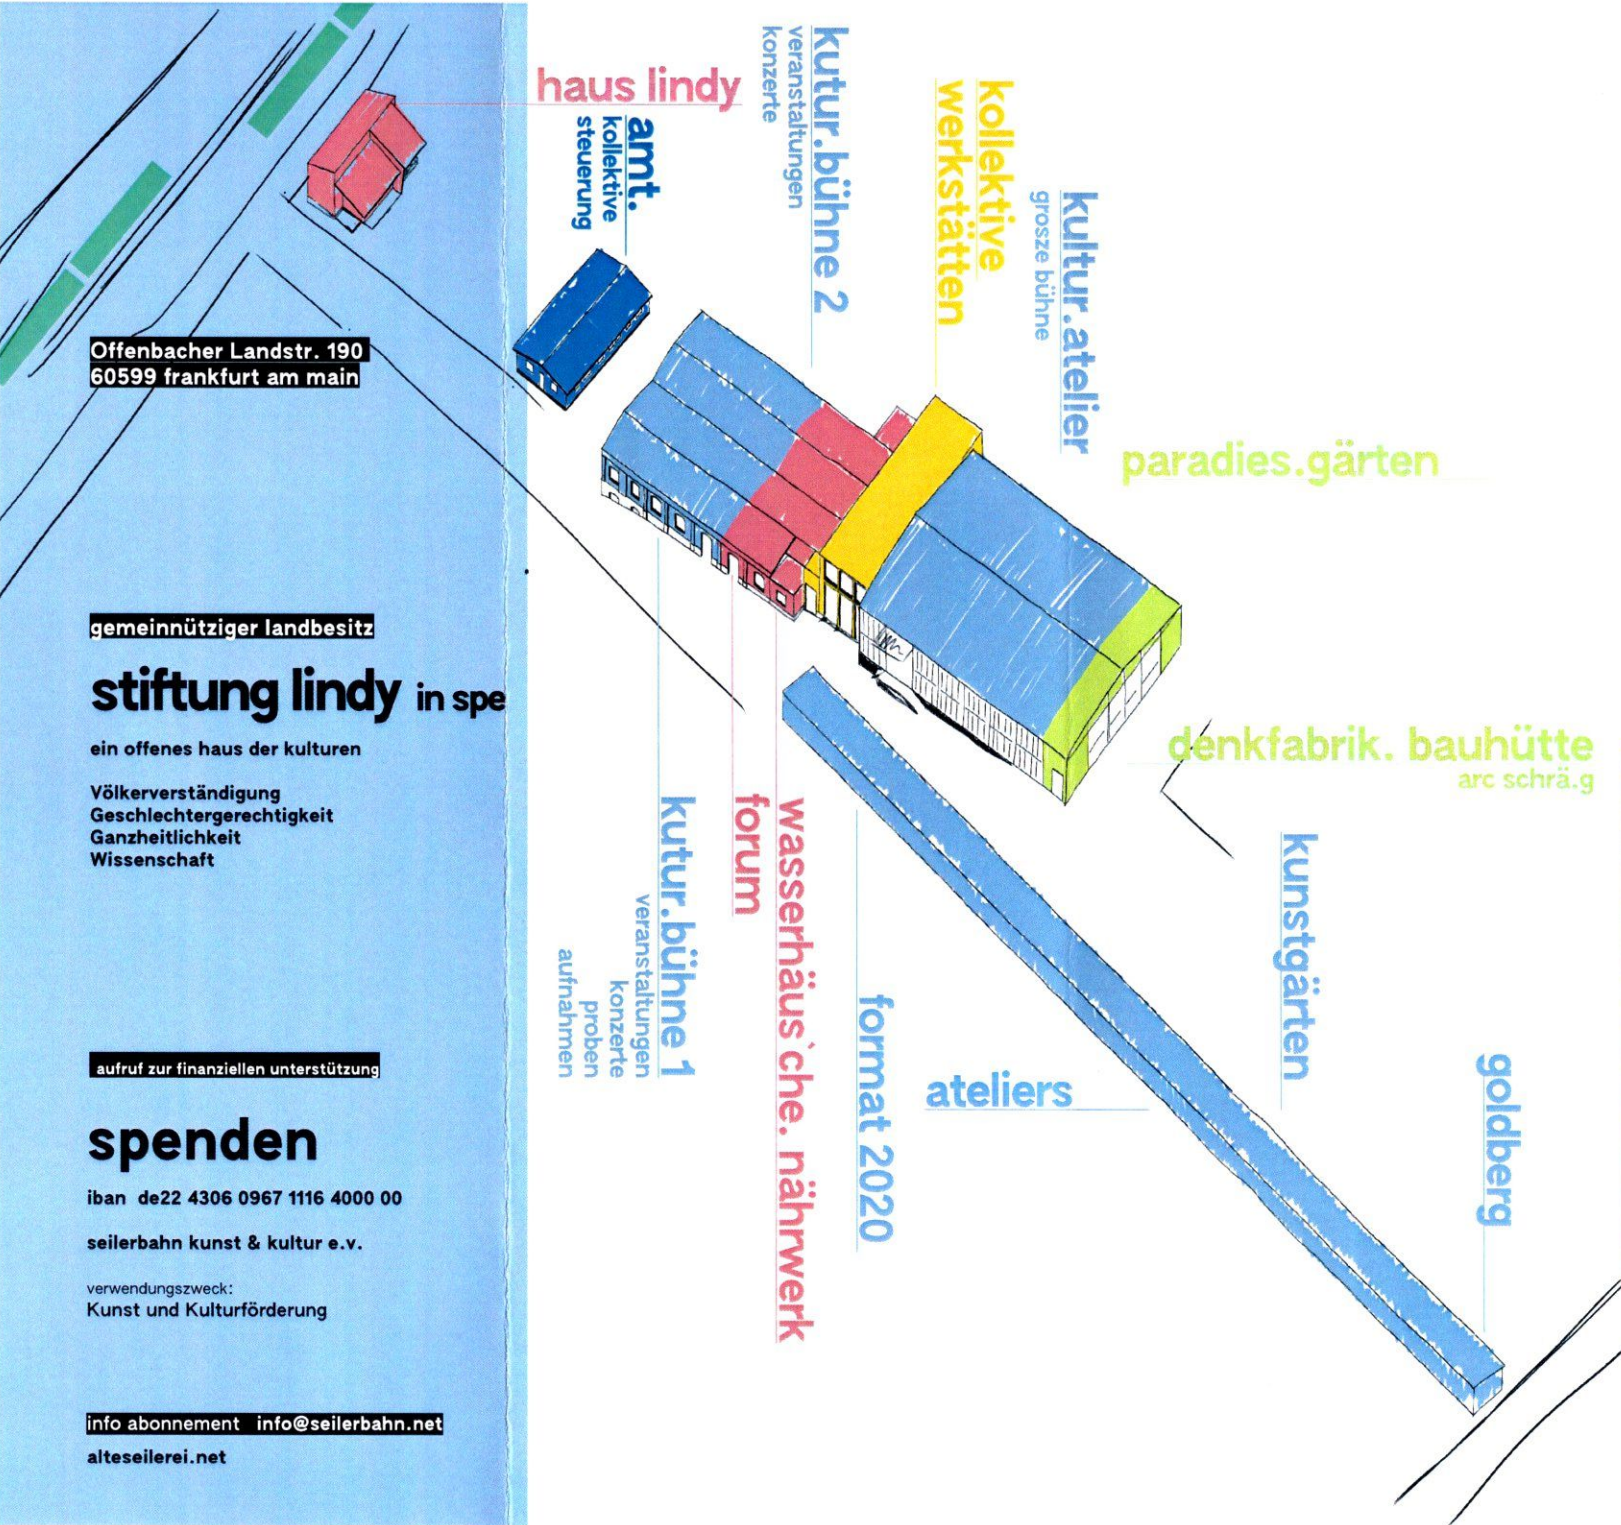 Offenbacher Landstr. 190
60599 frankfurt am main
gemeinnütziger landbesitz
stiftung lindy in spe
ein offenes haus der kulturen
Völkerverständigung
Geschlechtergerechtigkeit
Ganzheitlichkeit
Wissenschaft
aufruf zur finanziellen unterstützung
spenden
iban de22 4306 0967 1116 4000 00
seilerbahn kunst & kultur e.v.
verwendungszweck:
Kunst und Kulturförderung
info abonnement info@seilerbahn.net
alteseilerei.net
haus lindy
amt.
kollektive
steuerung
kutur.bühne 2
veranstaltungen
konzerte
kollektive
werkstätten
kultur.atelier
grosze bühne
paradies.gärten
denkfabrik. bauhütte
arc schrä.g
kutur.bühne 1
veranstaltungen
konzerte
proben
aufnahmen
forum
wasserhäus`che. nährwerk
format 2020
ateliers
kunstgärten
goldberg